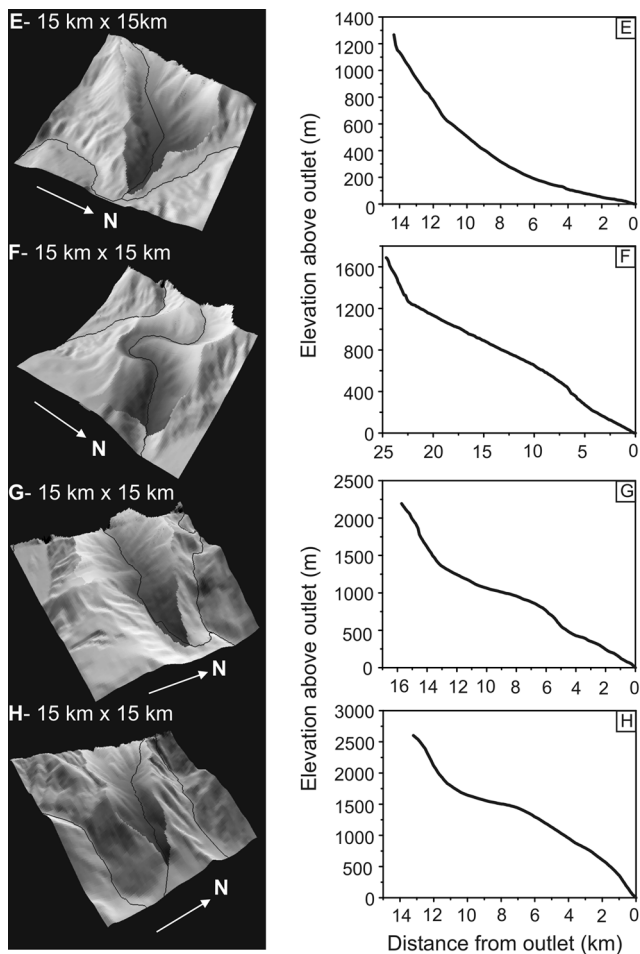 E- 15 km x 15km
N
F- 15 km x 15 km
N
G- 15 km x 15 km
N
H- 15 km x 15 km
N
Elevation above outlet (m)
E
1400
1200
1000
800
600
400
200
0
14 12 10 8 6 4 2 0
F
1600
1200
800
400
0
25 20 15 10 5 0
Elevation above outlet (m)
G
2500
2000
1500
1000
500
0
16 14 12 10 8 6 4 2 0
H
3000
2500
2000
1500
1000
500
0
14 12 10 8 6 4 2 0
Distance from outlet (km)